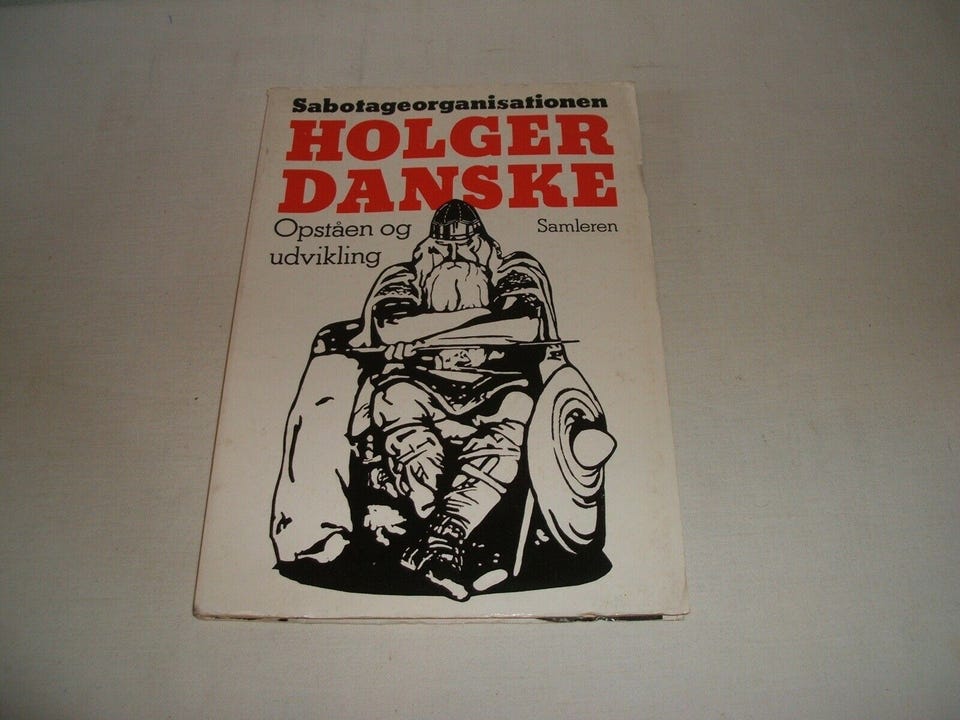 Sabotageorganisationen
HOLGER
DANSKE
Opståen og
udvikling
Samleren